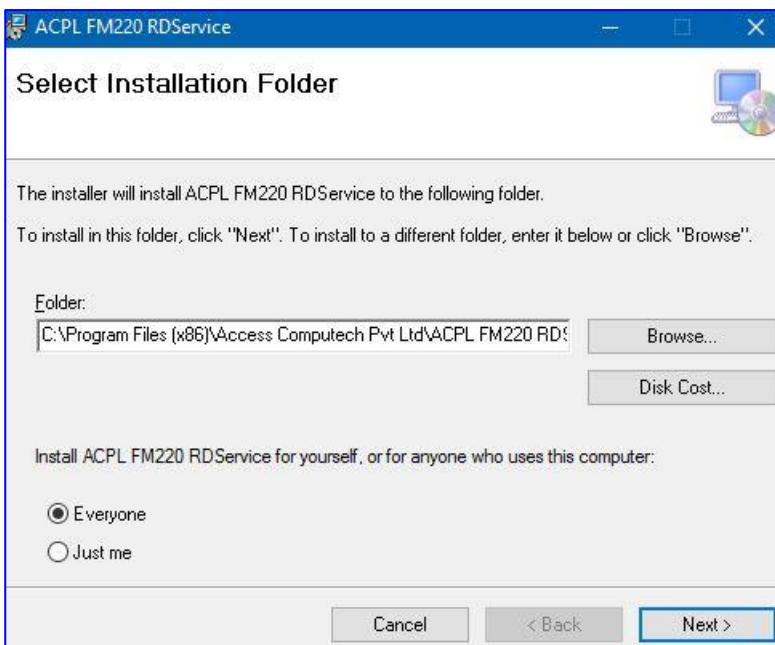 ACPL FM220 RDService
Select Installation Folder
The installer will install ACPL FM220 RDService to the following folder.
To install in this folder, click "Next". To install to a different folder, enter it below or click "Browse".
Folder:
C:\Program Files (x86)\Access Computech Pvt Ltd\ACPL FM220 RDS
Browse...
Disk Cost...
Install ACPL FM220 RDService for yourself, or for anyone who uses this computer:
Everyone
Just me
Cancel
< Back
Next >